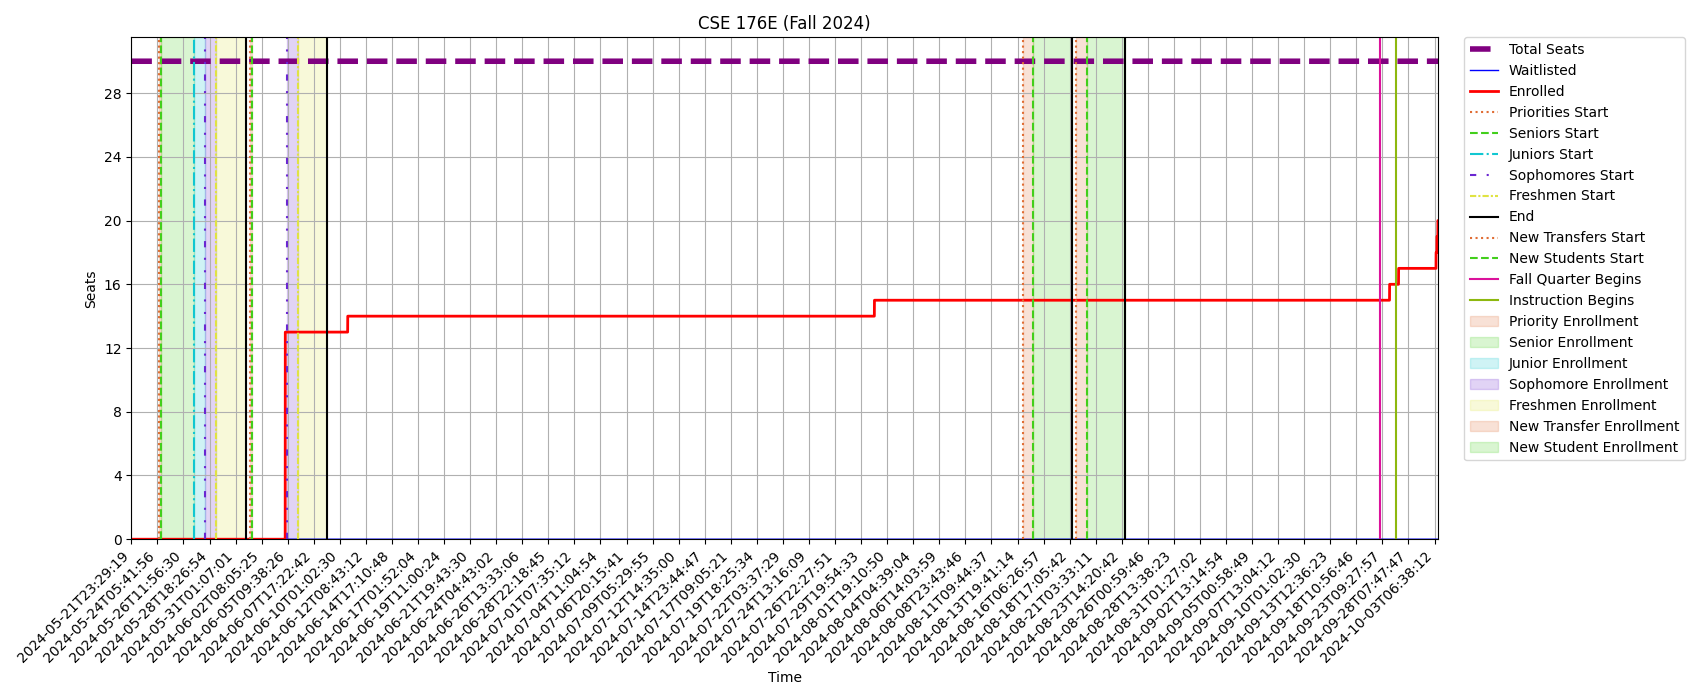 CSE 176E (Fall 2024)
Seats
28
24
20
16
12
8
4
0
2024-05-21T23:29:19
2024-05-24T05:41:56
2024-05-26T11:56:30
2024-05-28T18:26:54
2024-05-31T01:07:01
2024-06-02T08:05:25
2024-06-05T09:38:26
2024-06-07T17:22:42
2024-06-10T01:02:30
2024-06-12T08:43:12
2024-06-14T17:10:48
2024-06-17T01:52:04
2024-06-19T11:00:24
2024-06-21T19:43:30
2024-06-24T04:43:02
2024-06-26T13:33:06
2024-06-28T22:18:45
2024-07-01T07:35:12
2024-07-04T11:04:54
2024-07-06T20:15:41
2024-07-09T05:29:55
2024-07-12T14:35:00
2024-07-14T23:44:47
2024-07-17T09:05:21
2024-07-19T18:25:34
2024-07-22T03:37:29
2024-07-24T13:16:09
2024-07-26T22:27:51
2024-07-29T19:54:33
2024-08-01T19:10:50
2024-08-04T04:39:04
2024-08-06T14:03:59
2024-08-08T23:43:46
2024-08-11T09:44:37
2024-08-13T19:41:14
2024-08-16T06:26:57
2024-08-18T17:05:42
2024-08-21T03:33:11
2024-08-23T14:20:42
2024-08-26T00:59:46
2024-08-28T13:38:23
2024-08-31T01:27:02
2024-09-02T13:14:54
2024-09-05T00:58:49
2024-09-07T13:04:12
2024-09-10T01:02:30
2024-09-13T12:36:23
2024-09-18T10:56:46
2024-09-23T09:27:57
2024-09-28T07:47:47
2024-10-03T06:38:12
Time
Total Seats
Waitlisted
Enrolled
Priorities Start
Seniors Start
Juniors Start
Sophomores Start
Freshmen Start
End
New Transfers Start
New Students Start
Fall Quarter Begins
Instruction Begins
Priority Enrollment
Senior Enrollment
Junior Enrollment
Sophomore Enrollment
Freshmen Enrollment
New Transfer Enrollment
New Student Enrollment